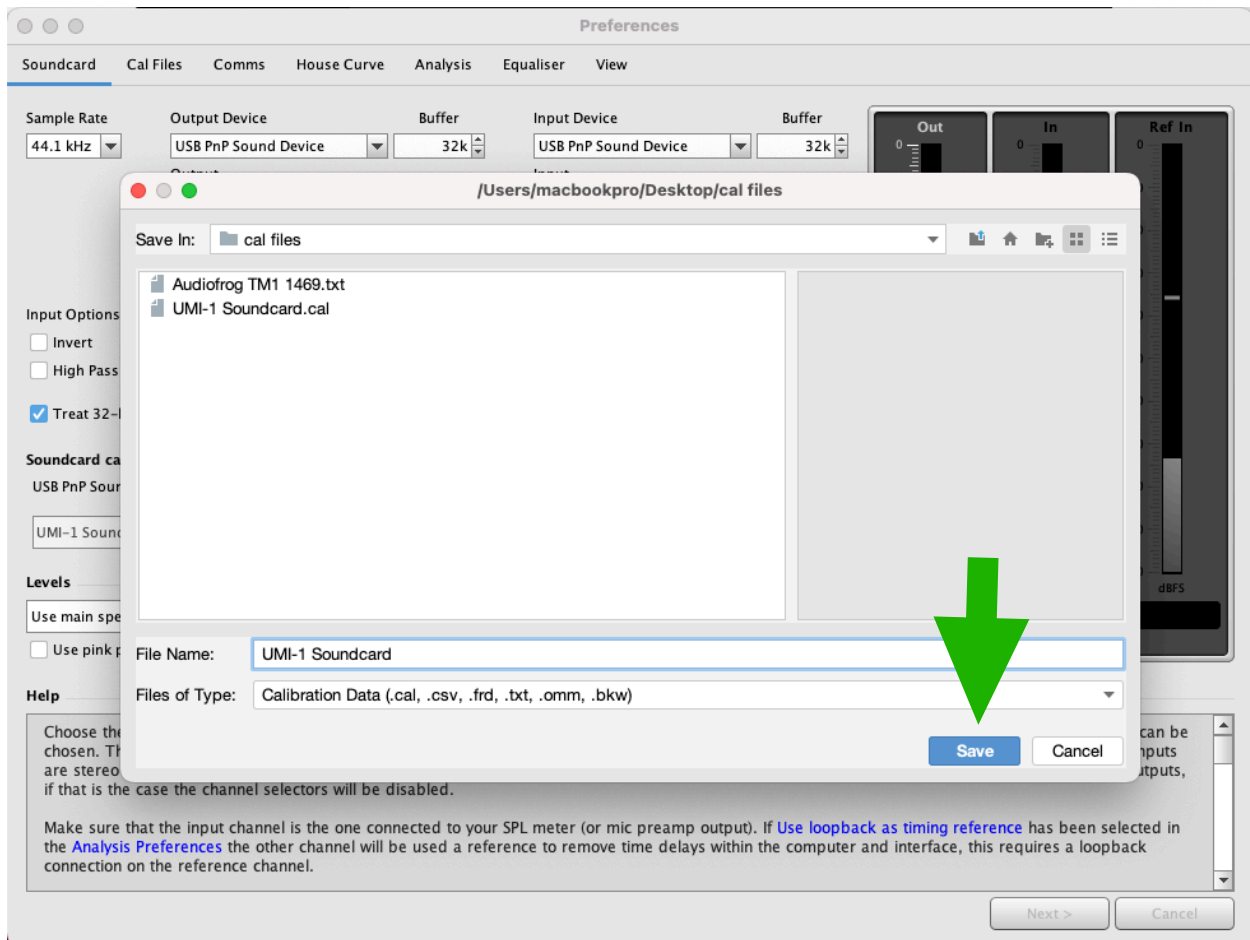 Preferences
Soundcard Cal Files Comms House Curve Analysis Equaliser View
Sample Rate Output Device Buffer Input Device Buffer
44.1 kHz USB PnP Sound Device 32k USB PnP Sound Device 32k
Out In Ref In
0 0 0
/Users/macbookpro/Desktop/cal files
Save In: cal files
Audiofrog TM1 1469.txt
UMI-1 Soundcard.cal
Input Options
Invert
High Pass
Treat 32-
Soundcard ca
USB PnP Sour
UMI-1 Sound
Levels
dBFS
Use main spe
Use pink p
File Name: UMI-1 Soundcard
Files of Type: Calibration Data (.cal, .csv, .frd, .txt, .omm, .bkw)
Save Cancel
Help
Choose the can be
chosen. Th nputs
are stereo utputs,
if that is the case the channel selectors will be disabled.
Make sure that the input channel is the one connected to your SPL meter (or mic preamp output). If Use loopback as timing reference has been selected in
the Analysis Preferences the other channel will be used a reference to remove time delays within the computer and interface, this requires a loopback
connection on the reference channel.
Next > Cancel